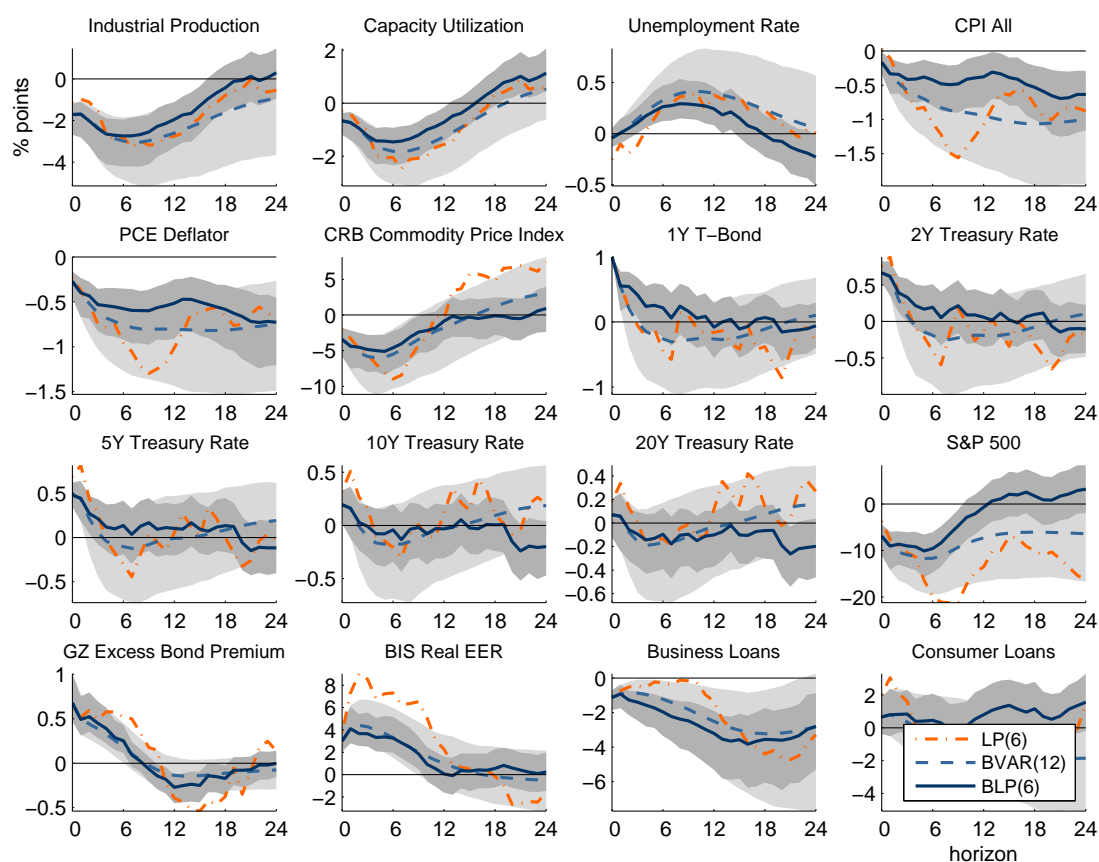 Industrial Production Capacity Utilization Unemployment Rate CPI All
% points
0
−2
−4
0 6 12 18 24
2
0
−2
0 6 12 18 24
0.5
0
−0.5
0 6 12 18 24
0
−0.5
−1
−1.5
0 6 12 18 24
PCE Deflator CRB Commodity Price Index 1Y T−Bond 2Y Treasury Rate
0
−0.5
−1
−1.5
0 6 12 18 24
5
0
−5
−10
0 6 12 18 24
1
0
−1
0 6 12 18 24
0.5
0
−0.5
0 6 12 18 24
5Y Treasury Rate 10Y Treasury Rate 20Y Treasury Rate S&P 500
0.5
0
−0.5
0 6 12 18 24
0.5
0
−0.5
0 6 12 18 24
0.4
0.2
0
−0.2
−0.4
−0.6
0 6 12 18 24
0
−10
−20
0 6 12 18 24
GZ Excess Bond Premium BIS Real EER Business Loans Consumer Loans
1
0.5
0
−0.5
0 6 12 18 24
8
6
4
2
0
−2
0 6 12 18 24
0
−2
−4
−6
0 6 12 18 24
2
0
−2
−4
−6
0 6 12 18 24
LP(6)
BVAR(12)
BLP(6)
horizon